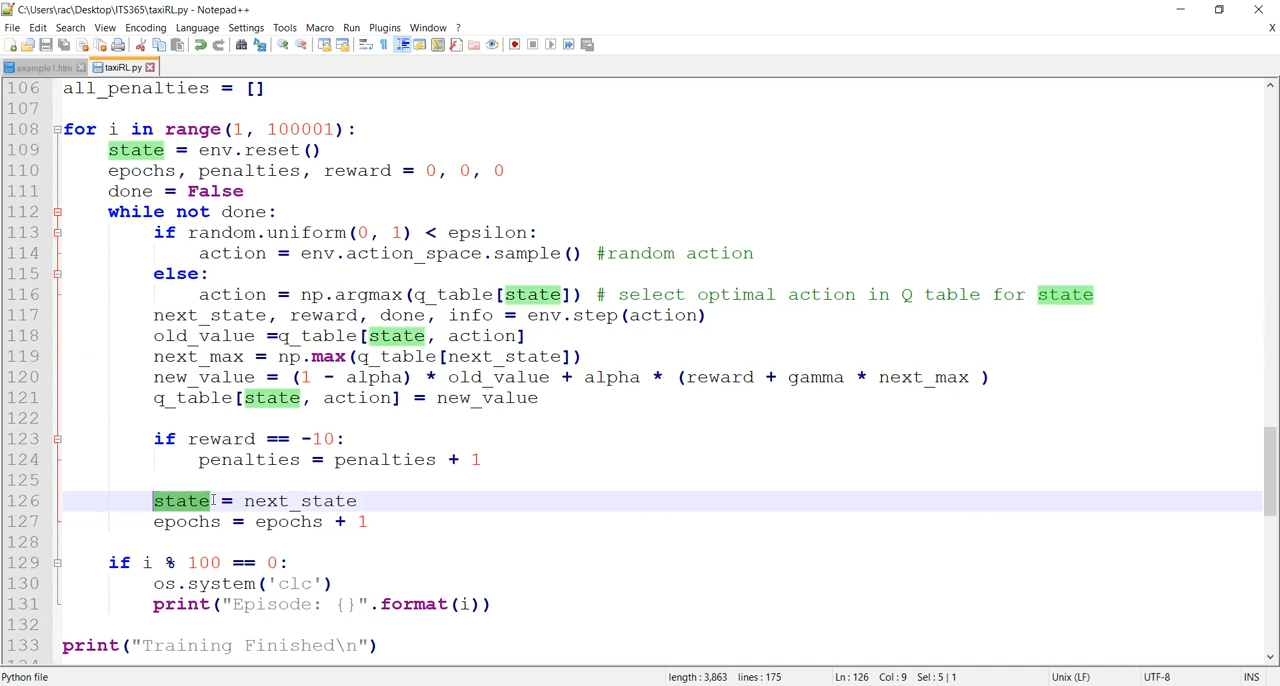 C:\Users\rac\Desktop\ITS365\taxiRL.py - Notepad++
File Edit Search View Encoding Language Settings Tools Macro Run Plugins Window ? X
example1.htm taxiRL.py
106 all_penalties = []
107
108 for i in range(1, 100001):
109 state = env.reset()
110 epochs, penalties, reward = 0, 0, 0
111 done = False
112 while not done:
113 if random.uniform(0, 1) < epsilon:
114 action = env.action_space.sample() #random action
115 else:
116 action = np.argmax(q_table[state]) # select optimal action in Q table for state
117 next_state, reward, done, info = env.step(action)
118 old_value =q_table[state, action]
119 next_max = np.max(q_table[next_state])
120 new_value = (1 - alpha) * old_value + alpha * (reward + gamma * next_max )
121 q_table[state, action] = new_value
122
123 if reward == -10:
124 penalties = penalties + 1
125
126 state = next_state
127 epochs = epochs + 1
128
129 if i % 100 == 0:
130 os.system('clc')
131 print("Episode: {}".format(i))
132
133 print("Training Finished\n")
Python file length : 3,863 lines : 175 Ln : 126 Col : 9 Sel : 5 | 1 Unix (LF) UTF-8 INS